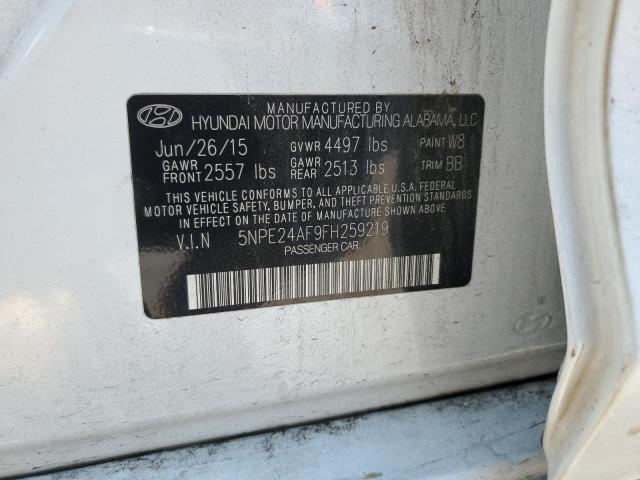 MANUFACTURED BY
HYUNDAI MOTOR MANUFACTURING ALABAMA, LLC
Jun/26/15 GVWR 4497 lbs PAINT W8
GAWR FRONT 2557 lbs GAWR REAR 2513 lbs TRIM BB
THIS VEHICLE CONFORMS TO ALL APPLICABLE U.S.A. FEDERAL
MOTOR VEHICLE SAFETY, BUMPER, AND THEFT PREVENTION STANDARDS
IN EFFECT ON THE DATE OF MANUFACTURE SHOWN ABOVE.
V.I.N 5NPE24AF9FH259219
PASSENGER CAR